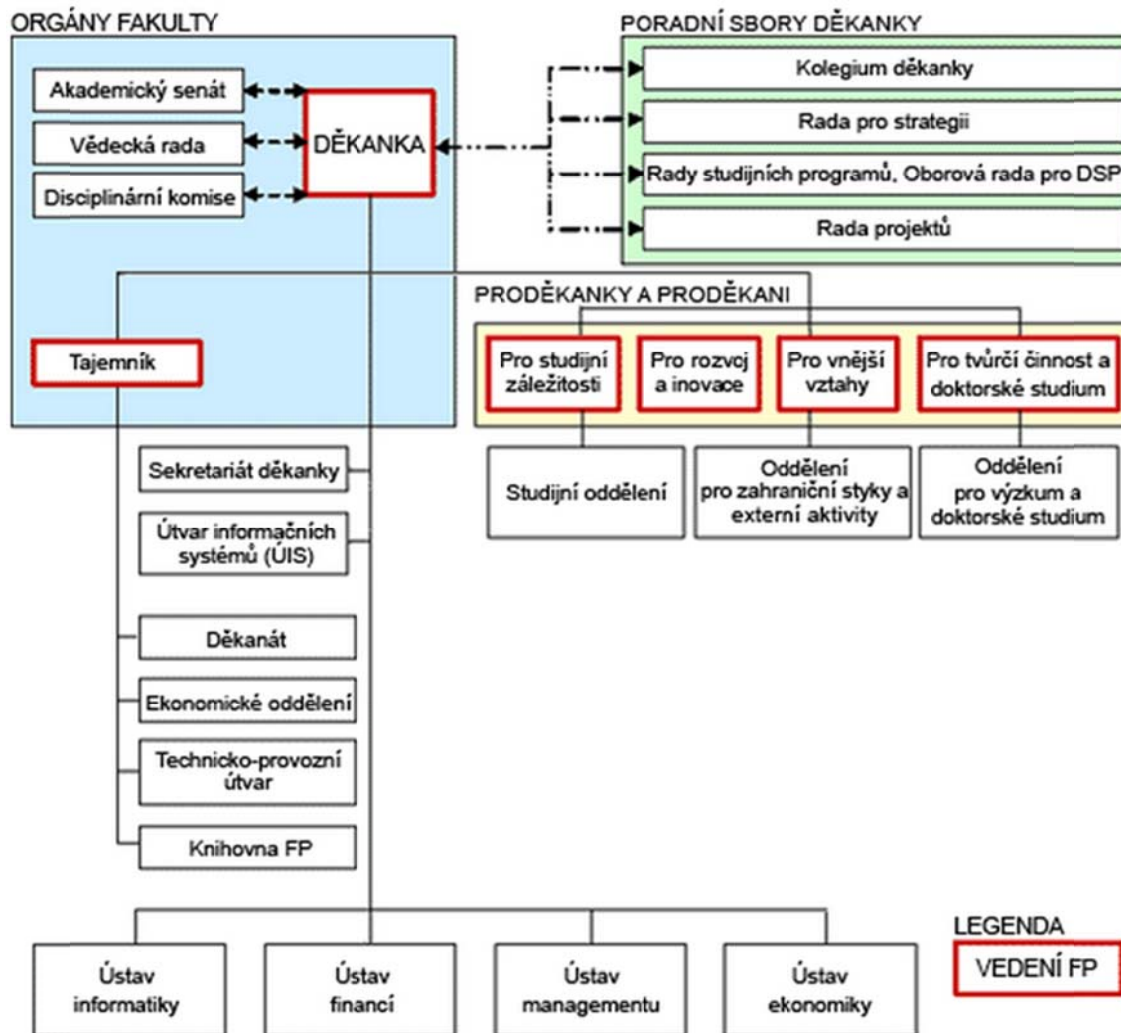 ORGÁNY FAKULTY
Akademický senát
Vědecká rada
Disciplinární komise
DĚKANKA
Tajemník
PORADNÍ SBORY DĚKANKY
Kolegium děkanky
Rada pro strategii
Rady studijních programů, Oborová rada pro DSP
Rada projektů
PRODĚKANKY A PRODĚKANI
Pro studijní
záležitosti
Pro rozvoj
a inovace
Pro vnější
vztahy
Pro tvůrčí činnost a
doktorské studium
Studijní oddělení
Oddělení
pro zahraniční styky a
externí aktivity
Oddělení
pro výzkum a
doktorské studium
Sekretariát děkanky
Útvar informačních
systémů (ÚIS)
Děkanát
Ekonomické oddělení
Technicko-provozní
útvar
Knihovna FP
Ústav
informatiky
Ústav
financí
Ústav
managementu
Ústav
ekonomiky
LEGENDA
VEDENÍ FP